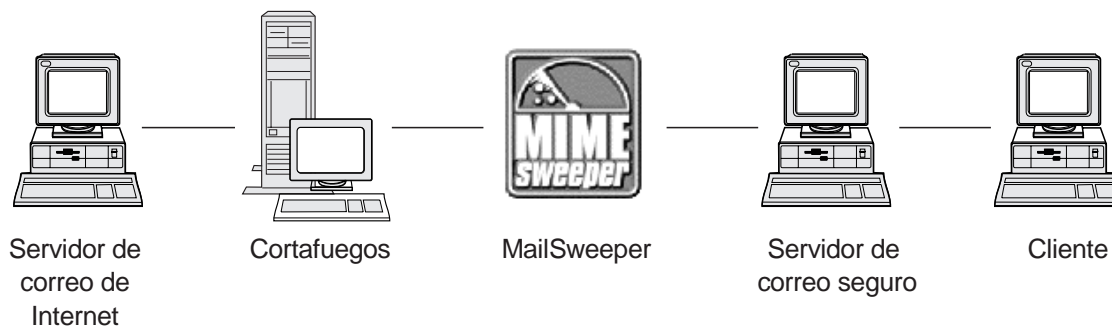 MIME
sweeper
Servidor de
correo de
Internet
Cortafuegos
MailSweeper
Servidor de
correo seguro
Cliente